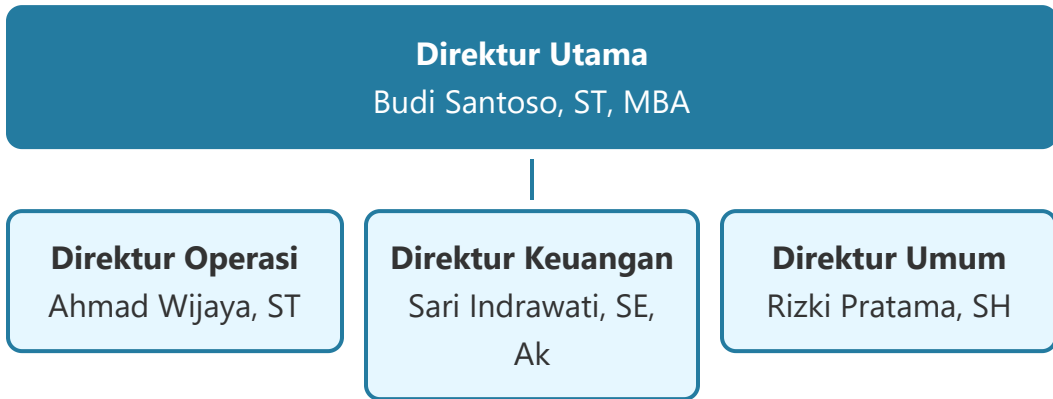 Direktur Utama
Budi Santoso, ST, MBA
Direktur Operasi
Ahmad Wijaya, ST
Direktur Keuangan
Sari Indrawati, SE,
Ak
Direktur Umum
Rizki Pratama, SH